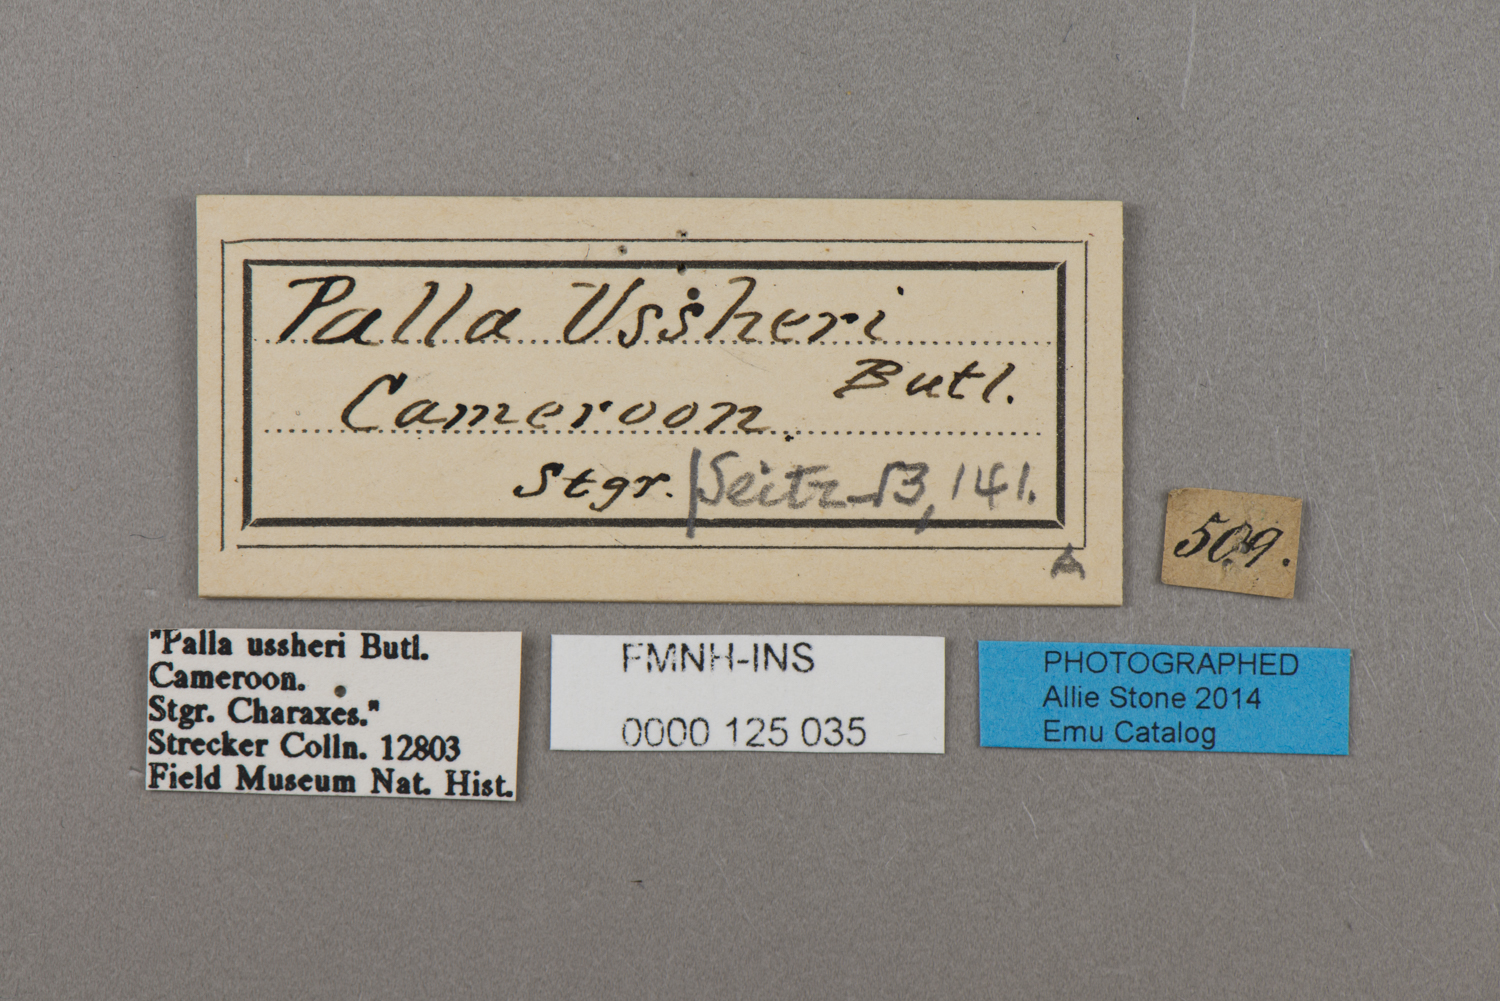 Palla Ussheri
Butl.
Cameroon.
Stgr. | Seitz 13, 141.
A
509.
"Palla ussheri Butl.
Cameroon.
Stgr. Charaxes."
Strecker Colln. 12803
Field Museum Nat. Hist.
FMNH-INS
0000 125 035
PHOTOGRAPHED
Allie Stone 2014
Emu Catalog